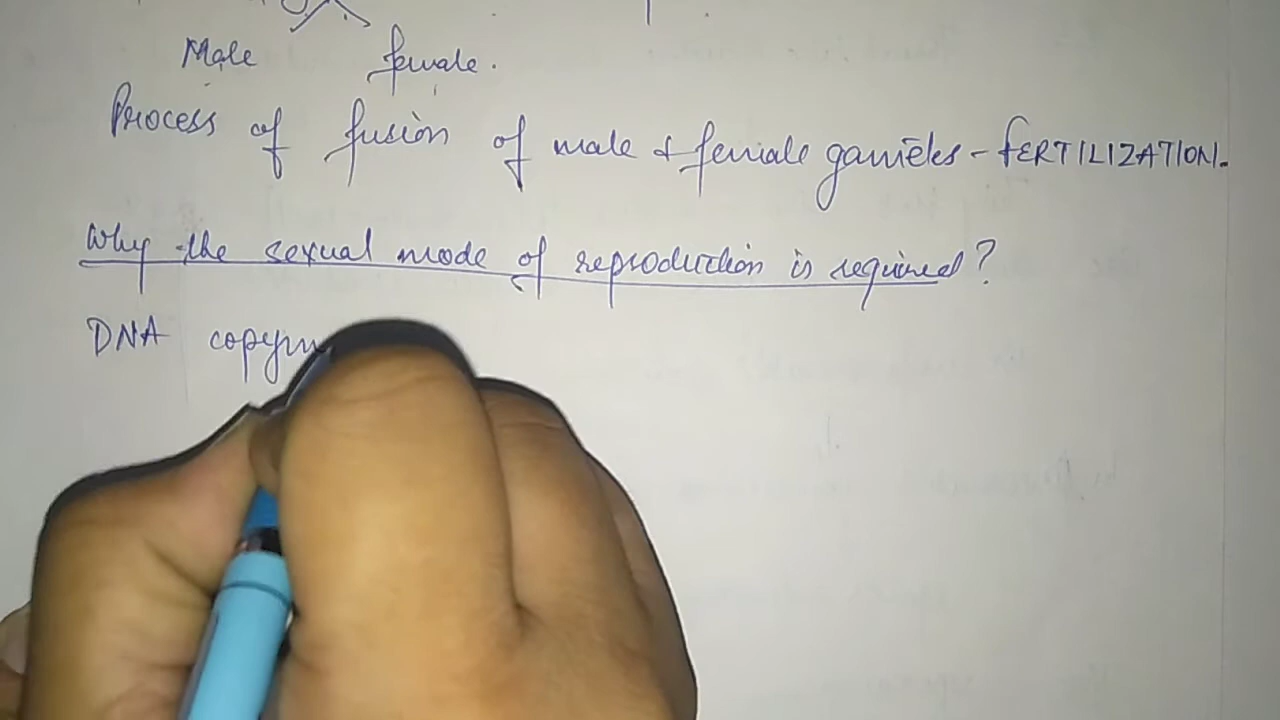 Male female.
Process of fusion of male & female gametes - FERTILIZATION.
Why the sexual mode of reproduction is required?
DNA